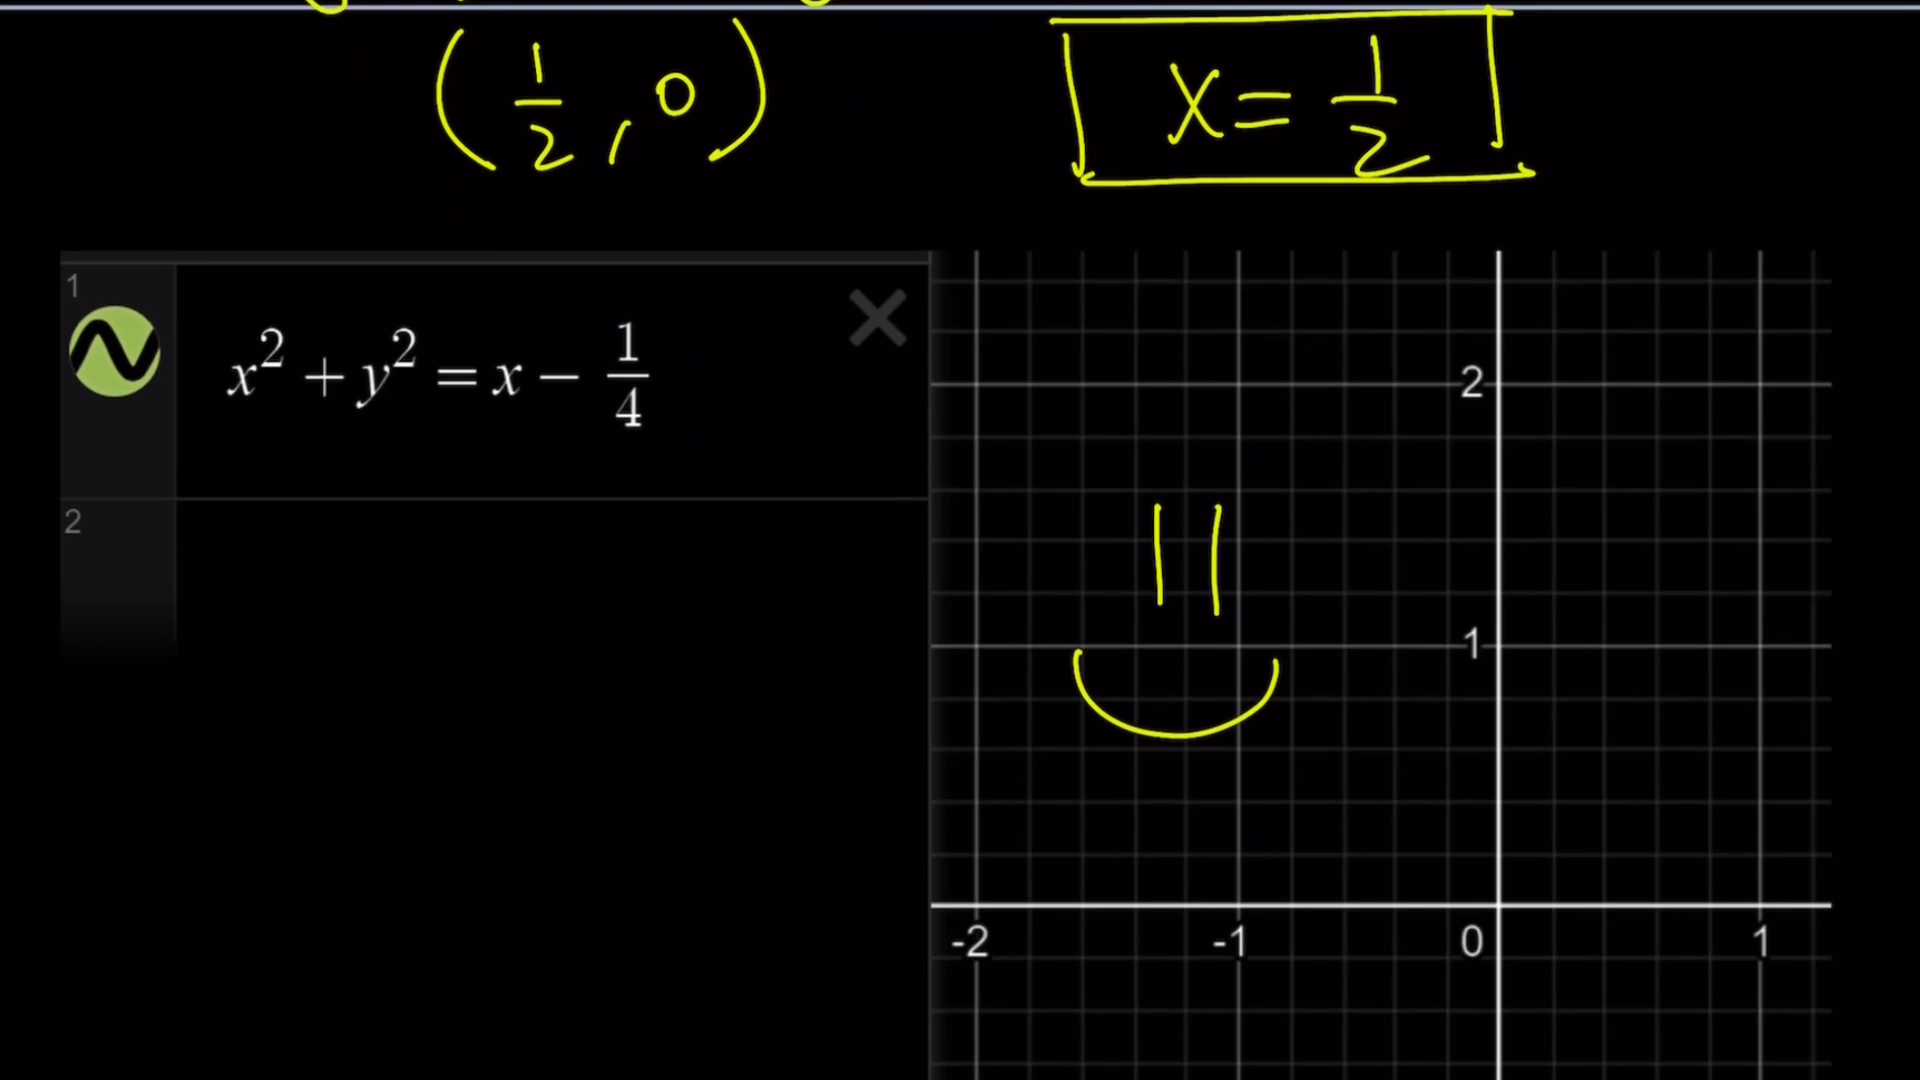 (1/2, 0)
x = 1/2
1
x² + y² = x − 1/4
2
2
1
-2 -1 0 1